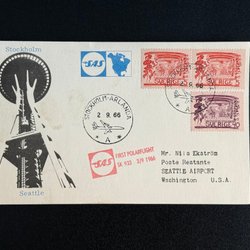 Stockholm
SAS
STOCKHOLM-ARLANDA
2.9.66
A
SVERIGE
SVERIGE
SVERIGE
SAS
FIRST POLARFLIGHT
SK 933 2/9 1966
Mr. Nils Ekström
Poste Restante
SEATTLE AIRPORT
Washington U.S.A.
Seattle